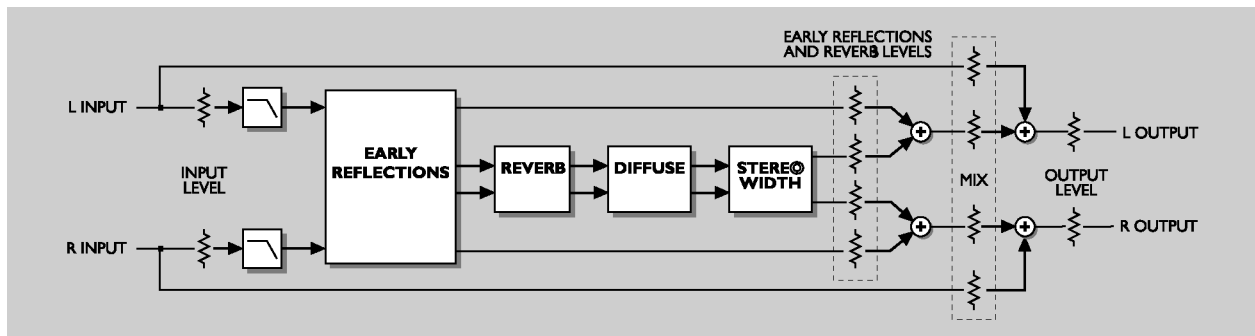 EARLY REFLECTIONS
AND REVERB LEVELS
L INPUT
INPUT
LEVEL
R INPUT
EARLY
REFLECTIONS
REVERB
DIFFUSE
STEREO
WIDTH
MIX
OUTPUT
LEVEL
L OUTPUT
R OUTPUT